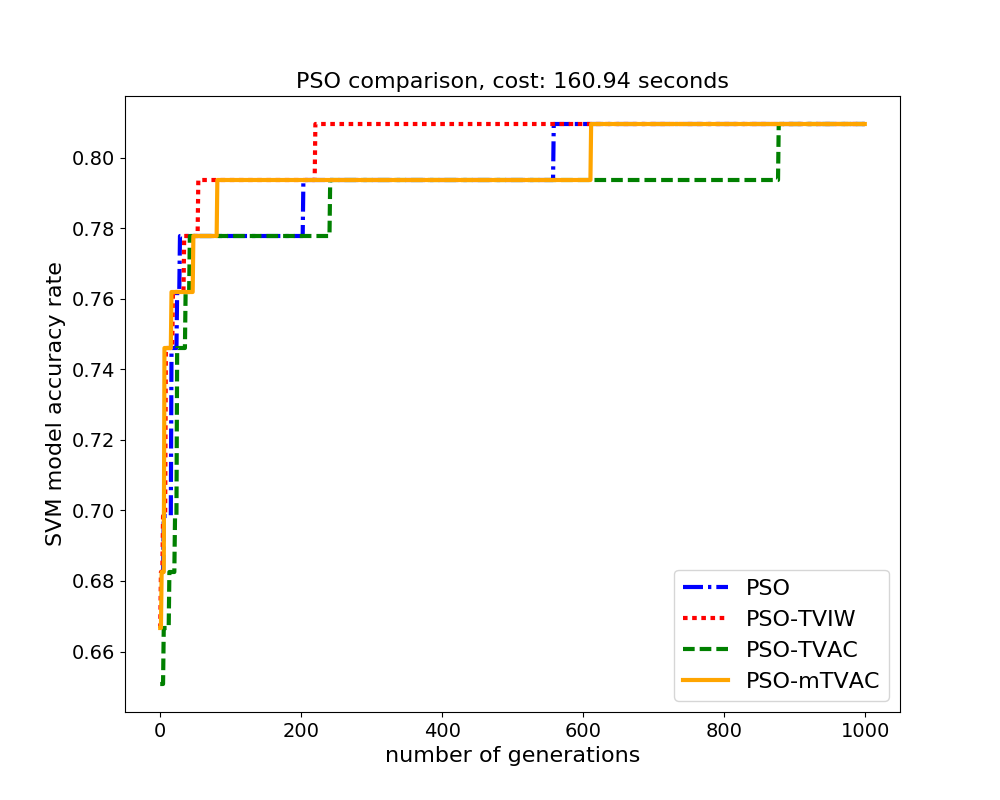 PSO comparison, cost: 160.94 seconds
SVM model accuracy rate
0.80
0.78
0.76
0.74
0.72
0.70
0.68
0.66
0 200 400 600 800 1000
number of generations
PSO
PSO-TVIW
PSO-TVAC
PSO-mTVAC